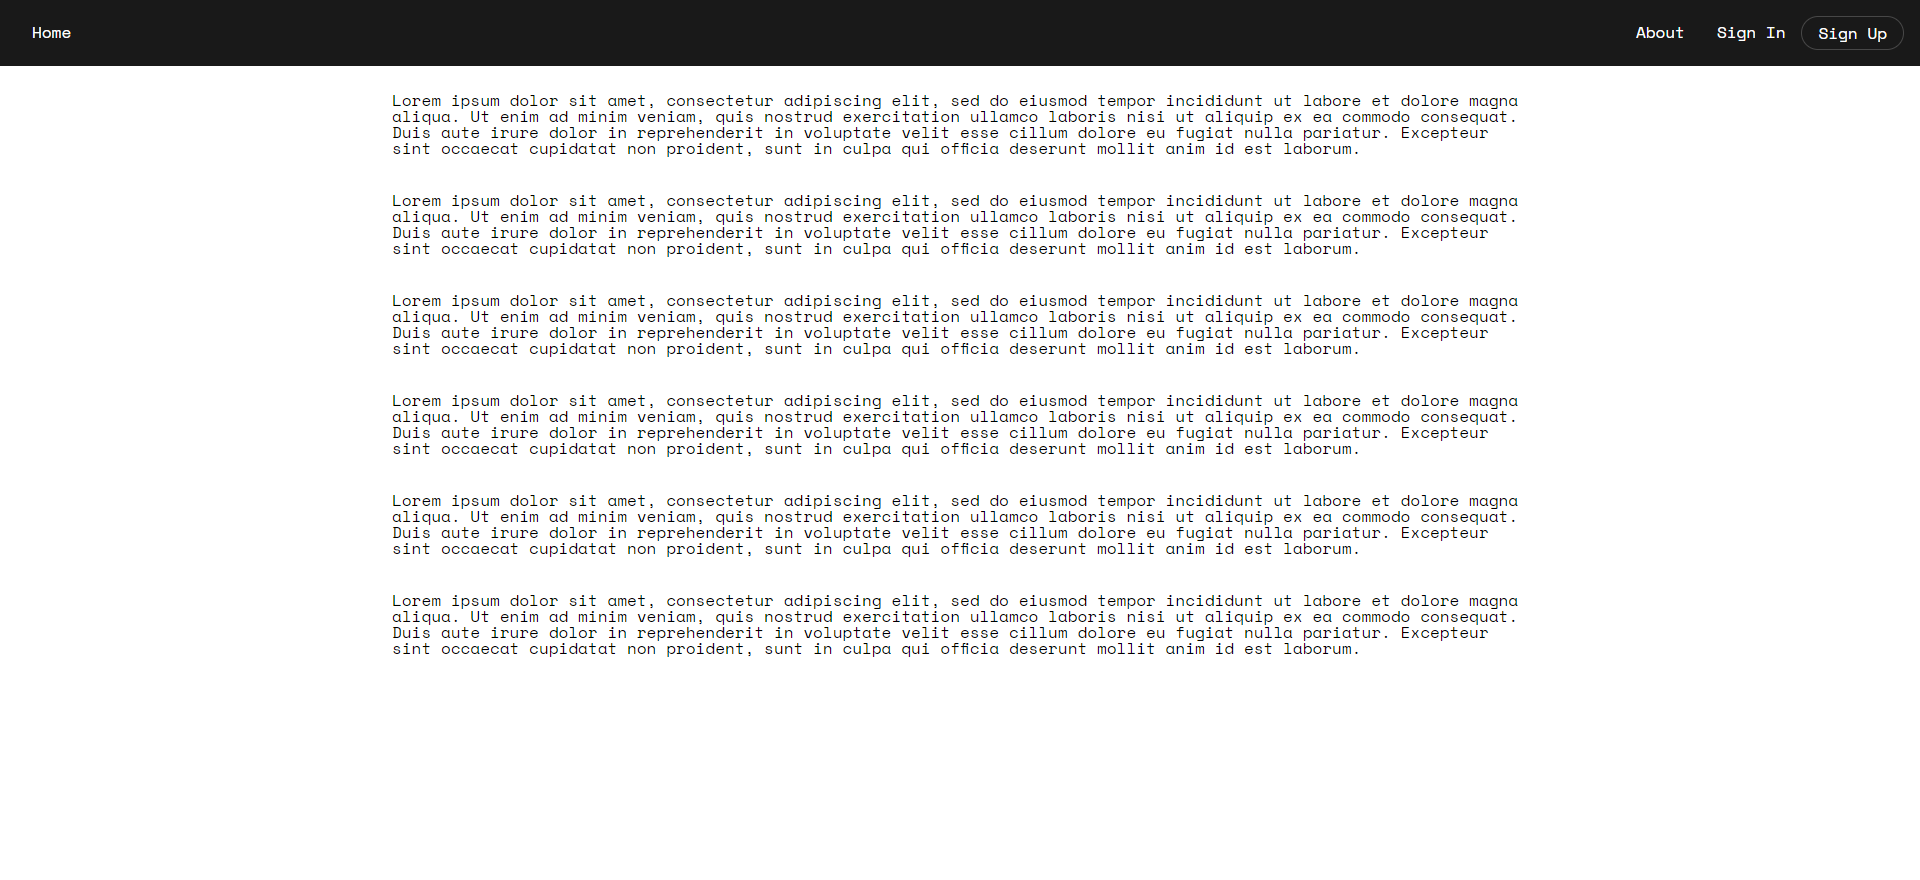 Home About Sign In Sign Up
Lorem ipsum dolor sit amet, consectetur adipiscing elit, sed do eiusmod tempor incididunt ut labore et dolore magna
aliqua. Ut enim ad minim veniam, quis nostrud exercitation ullamco laboris nisi ut aliquip ex ea commodo consequat.
Duis aute irure dolor in reprehenderit in voluptate velit esse cillum dolore eu fugiat nulla pariatur. Excepteur
sint occaecat cupidatat non proident, sunt in culpa qui officia deserunt mollit anim id est laborum.
Lorem ipsum dolor sit amet, consectetur adipiscing elit, sed do eiusmod tempor incididunt ut labore et dolore magna
aliqua. Ut enim ad minim veniam, quis nostrud exercitation ullamco laboris nisi ut aliquip ex ea commodo consequat.
Duis aute irure dolor in reprehenderit in voluptate velit esse cillum dolore eu fugiat nulla pariatur. Excepteur
sint occaecat cupidatat non proident, sunt in culpa qui officia deserunt mollit anim id est laborum.
Lorem ipsum dolor sit amet, consectetur adipiscing elit, sed do eiusmod tempor incididunt ut labore et dolore magna
aliqua. Ut enim ad minim veniam, quis nostrud exercitation ullamco laboris nisi ut aliquip ex ea commodo consequat.
Duis aute irure dolor in reprehenderit in voluptate velit esse cillum dolore eu fugiat nulla pariatur. Excepteur
sint occaecat cupidatat non proident, sunt in culpa qui officia deserunt mollit anim id est laborum.
Lorem ipsum dolor sit amet, consectetur adipiscing elit, sed do eiusmod tempor incididunt ut labore et dolore magna
aliqua. Ut enim ad minim veniam, quis nostrud exercitation ullamco laboris nisi ut aliquip ex ea commodo consequat.
Duis aute irure dolor in reprehenderit in voluptate velit esse cillum dolore eu fugiat nulla pariatur. Excepteur
sint occaecat cupidatat non proident, sunt in culpa qui officia deserunt mollit anim id est laborum.
Lorem ipsum dolor sit amet, consectetur adipiscing elit, sed do eiusmod tempor incididunt ut labore et dolore magna
aliqua. Ut enim ad minim veniam, quis nostrud exercitation ullamco laboris nisi ut aliquip ex ea commodo consequat.
Duis aute irure dolor in reprehenderit in voluptate velit esse cillum dolore eu fugiat nulla pariatur. Excepteur
sint occaecat cupidatat non proident, sunt in culpa qui officia deserunt mollit anim id est laborum.
Lorem ipsum dolor sit amet, consectetur adipiscing elit, sed do eiusmod tempor incididunt ut labore et dolore magna
aliqua. Ut enim ad minim veniam, quis nostrud exercitation ullamco laboris nisi ut aliquip ex ea commodo consequat.
Duis aute irure dolor in reprehenderit in voluptate velit esse cillum dolore eu fugiat nulla pariatur. Excepteur
sint occaecat cupidatat non proident, sunt in culpa qui officia deserunt mollit anim id est laborum.